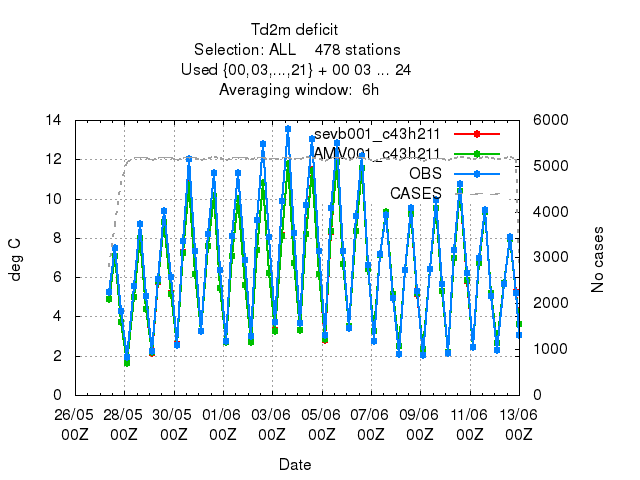 Td2m deficit
Selection: ALL    478 stations
Used {00,03,...,21} + 00 03 ... 24
Averaging window:  6h
14 6000
sevb001_c43h211
12 AMV001_c43h211 5000
OBS
10 CASES
4000
8
deg C
3000
No cases
6
2000
4
2 1000
0 0
26/05 28/05 30/05 01/06 03/06 05/06 07/06 09/06 11/06 13/06
00Z 00Z 00Z 00Z 00Z 00Z 00Z 00Z 00Z 00Z
Date